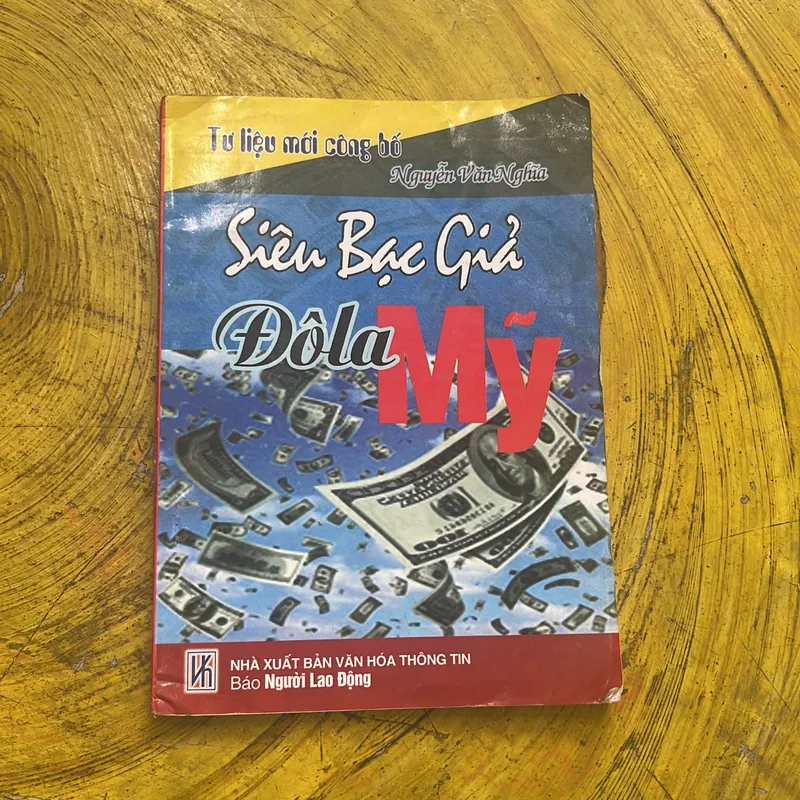 Tư liệu mới công bố
Nguyễn Văn Nghĩa
Siêu Bạc Giả
Đôla Mỹ
100
NHÀ XUẤT BẢN VĂN HÓA THÔNG TIN
Báo Người Lao Động